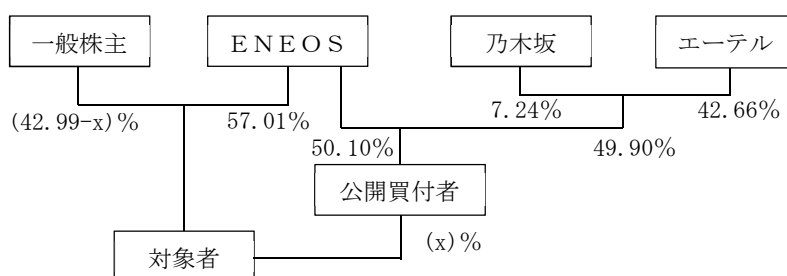 一般株主
ENEOS
乃木坂
エーテル
(42.99-x)%
57.01%
7.24%
42.66%
50.10%
49.90%
公開買付者
対象者
(x)%